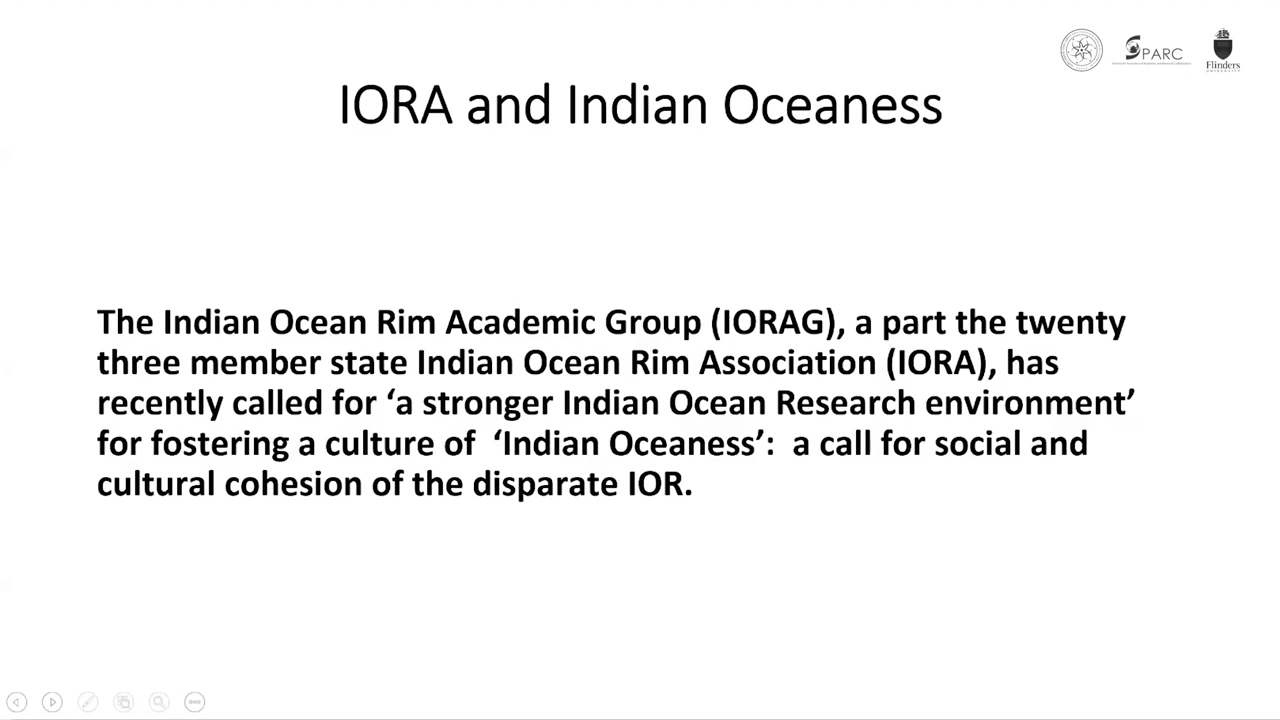 SPARC
Flinders
UNIVERSITY
IORA and Indian Oceaness
The Indian Ocean Rim Academic Group (IORAG), a part the twenty
three member state Indian Ocean Rim Association (IORA), has
recently called for ‘a stronger Indian Ocean Research environment’
for fostering a culture of  ‘Indian Oceaness’:  a call for social and
cultural cohesion of the disparate IOR.